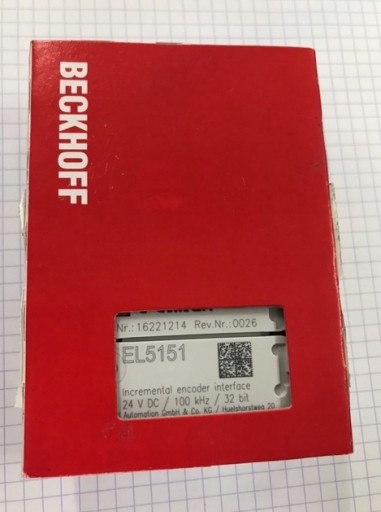 BECKHOFF
Nr.:16221214 Rev.Nr.:0026
EL5151
Incremental encoder interface
24 V DC / 100 kHz / 32 bit
Automation GmbH & Co. KG / Huelshorstweg 20